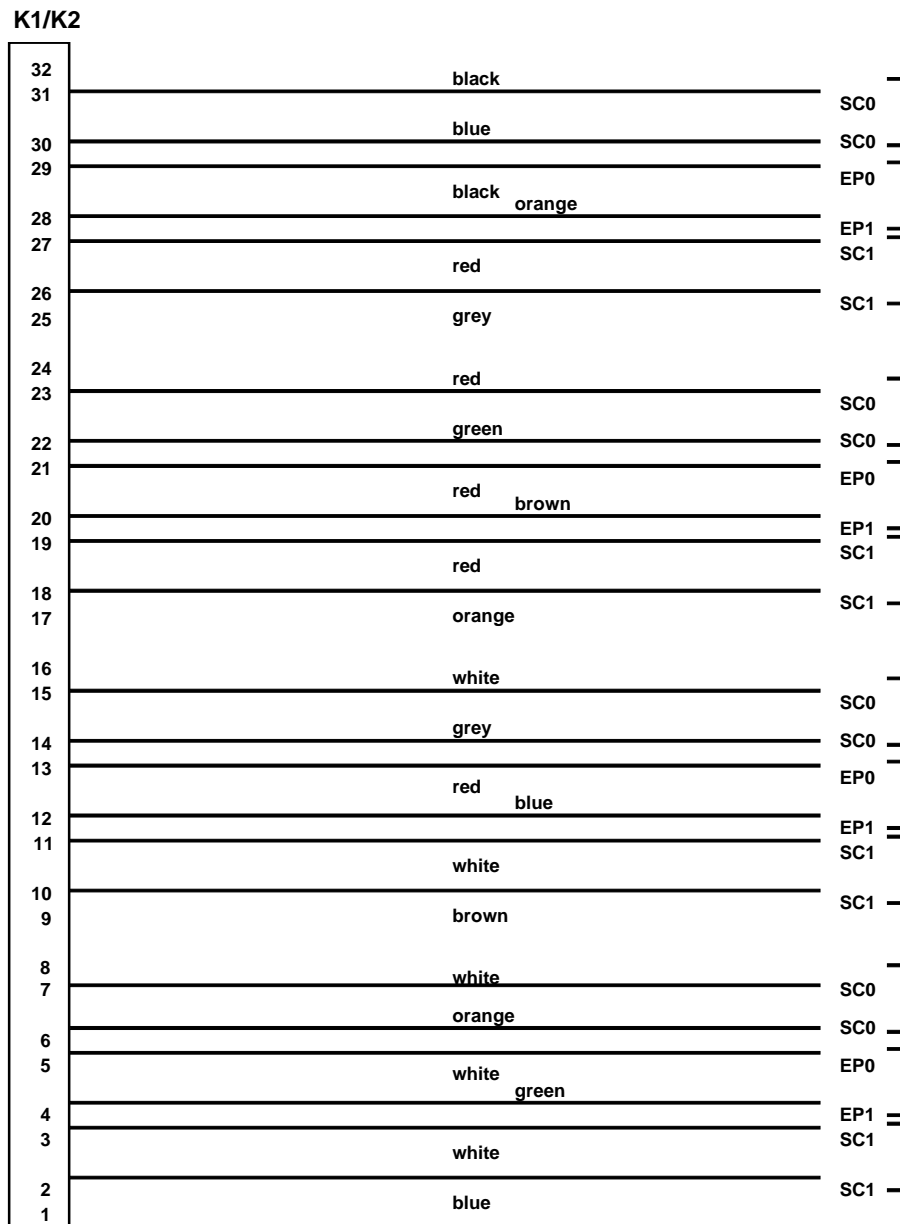 K1/K2
32
black
31
SC0
blue
30
SC0
29
EP0
black
orange
28
EP1
27
SC1
red
26
SC1
25
grey
24
red
23
SC0
green
22
SC0
21
EP0
red
brown
20
EP1
19
SC1
red
18
SC1
17
orange
16
white
15
SC0
grey
14
SC0
13
EP0
red
blue
12
EP1
11
SC1
white
10
SC1
9
brown
8
white
7
SC0
orange
6
SC0
5
EP0
white
green
4
EP1
3
SC1
white
2
SC1
blue
1